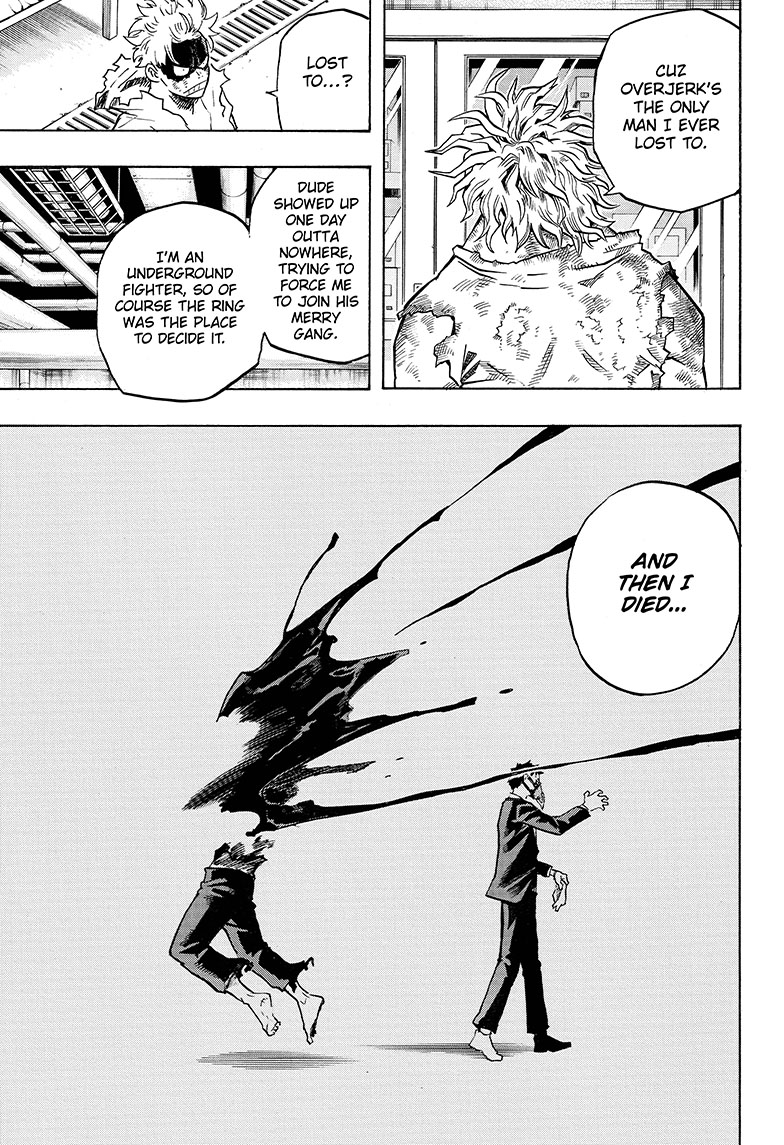 CUZ
OVERJERK'S
THE ONLY
MAN I EVER
LOST TO.
LOST
TO...?
DUDE
SHOWED UP
ONE DAY
OUTTA
NOWHERE,
TRYING TO
FORCE ME
TO JOIN HIS
MERRY
GANG.
I'M AN
UNDERGROUND
FIGHTER, SO OF
COURSE THE RING
WAS THE PLACE
TO DECIDE IT.
AND
THEN I
DIED...